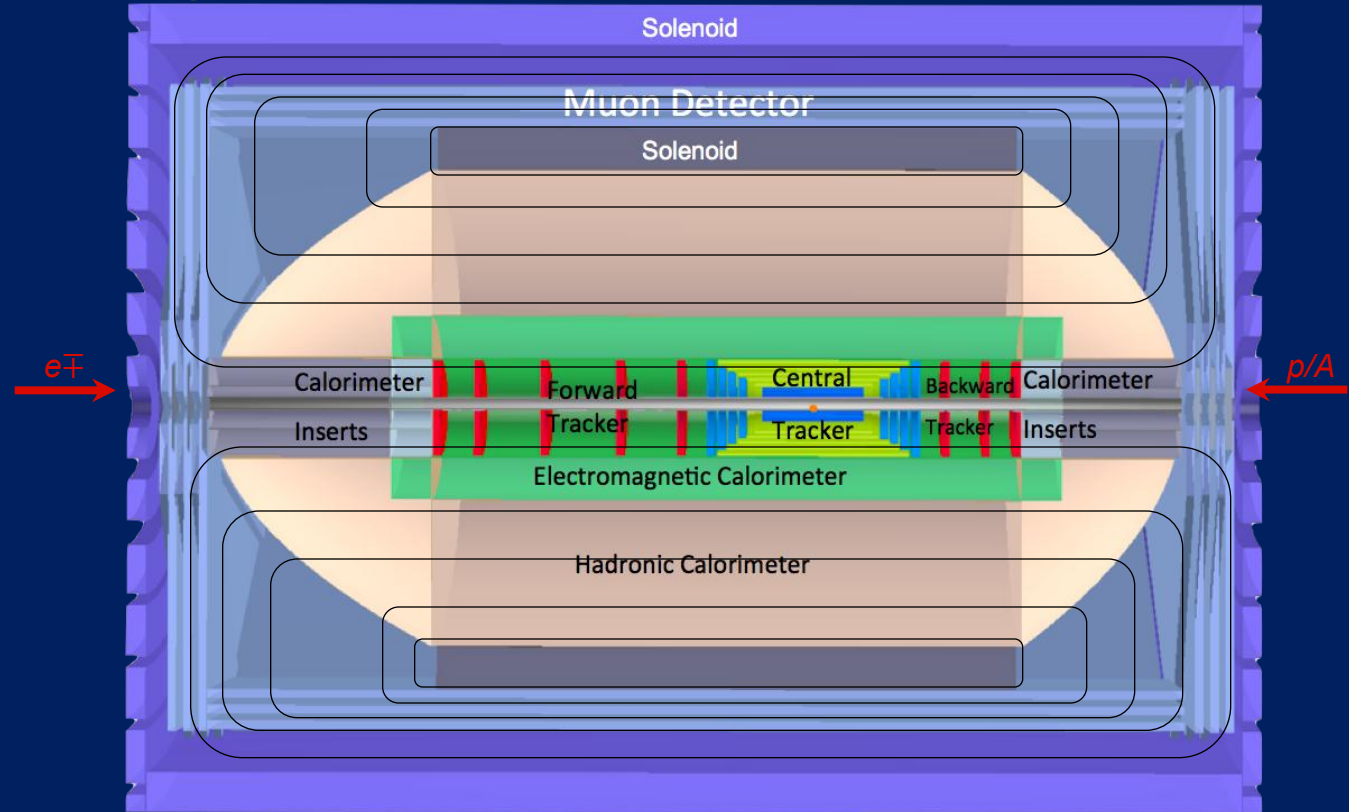 Solenoid
Muon Detector
Solenoid
e∓
p/A
Calorimeter
Forward
Central
Backward
Calorimeter
Inserts
Tracker
Tracker
Tracker
Inserts
Electromagnetic Calorimeter
Hadronic Calorimeter